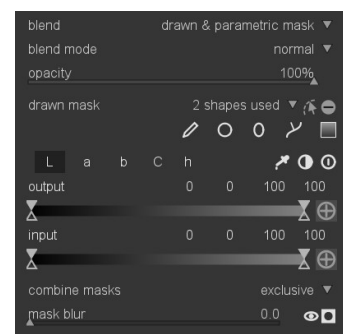 blend drawn & parametric mask
blend mode normal
opacity 100%
drawn mask 2 shapes used
L a b C h
output 0 0 100 100
input 0 0 100 100
combine masks exclusive
mask blur 0.0